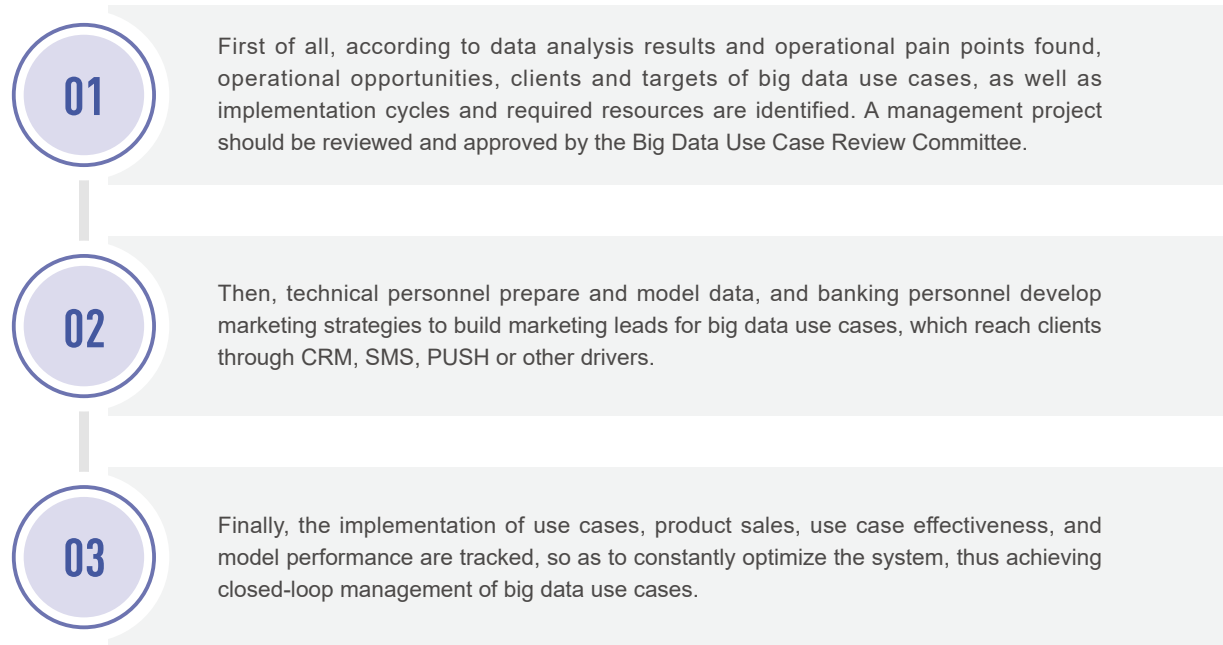 01
First of all, according to data analysis results and operational pain points found,
operational opportunities, clients and targets of big data use cases, as well as
implementation cycles and required resources are identified. A management project
should be reviewed and approved by the Big Data Use Case Review Committee.
02
Then, technical personnel prepare and model data, and banking personnel develop
marketing strategies to build marketing leads for big data use cases, which reach clients
through CRM, SMS, PUSH or other drivers.
03
Finally, the implementation of use cases, product sales, use case effectiveness, and
model performance are tracked, so as to constantly optimize the system, thus achieving
closed-loop management of big data use cases.